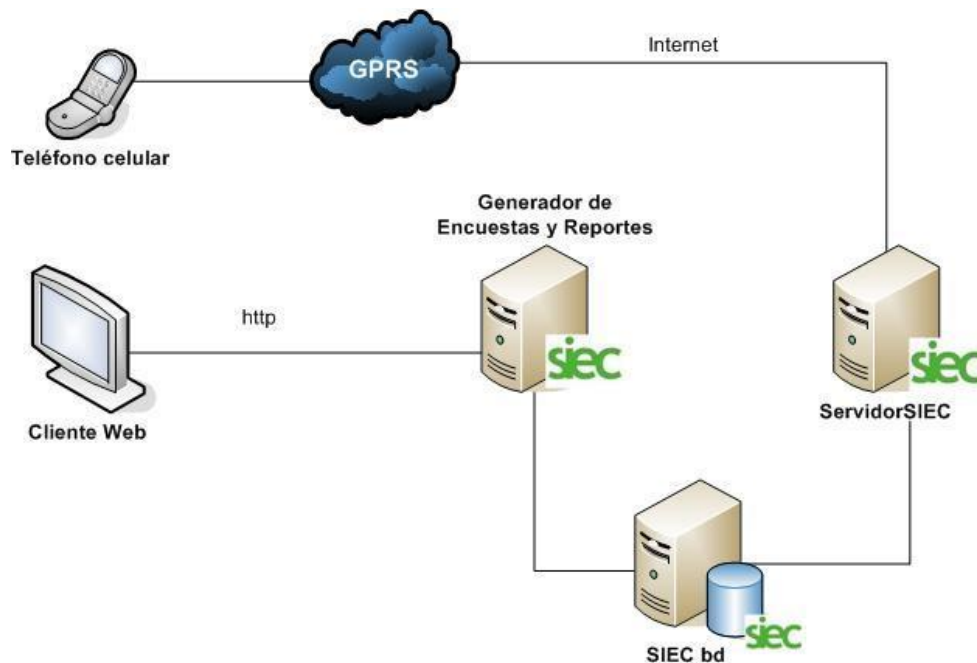 GPRS
Internet
Teléfono celular
Generador de
Encuestas y Reportes
http
siec
siec
Cliente Web
ServidorSIEC
siec
SIEC bd